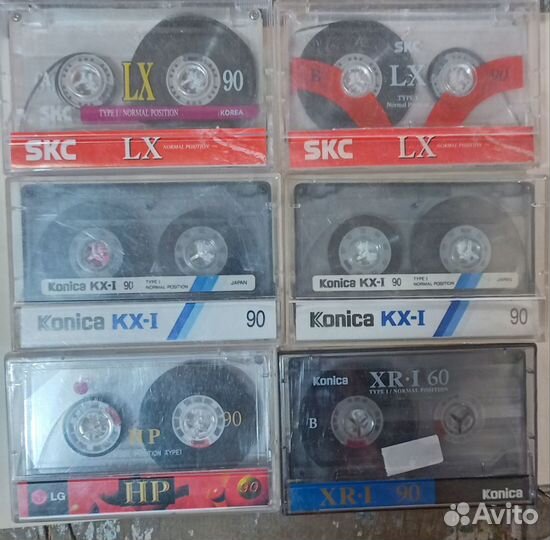 LX 90
TYPE I / NORMAL POSITION KOREA
SKC LX NORMAL POSITION
SKC
B LX 90
TYPE I
Normal Position
SKC LX NORMAL POSITION
Konica KX-I 90 TYPE I NORMAL POSITION JAPAN
Konica KX-I 90
Konica KX-I 90 TYPE I NORMAL POSITION JAPAN
Konica KX-I 90
HP 90
POSITION TYPE I
LG HP 90
Konica XR·I 60
TYPE I / NORMAL POSITION
B
XR·I 90 Konica
Avito